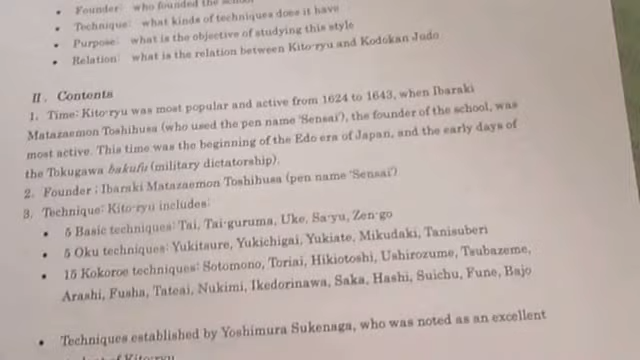 • Founder: who founded the school
• Technique: what kinds of techniques does it have
• Purpose: what is the objective of studying this style
• Relation: what is the relation between Kito-ryu and Kodokan Judo
II. Contents
1. Time: Kito-ryu was most popular and active from 1624 to 1643, when Ibaraki
Matazaemon Toshihusa (who used the pen name 'Sensai'), the founder of the school, was
most active. This time was the beginning of the Edo era of Japan, and the early days of
the Tokugawa bakufu (military dictatorship).
2. Founder ; Ibaraki Matazaemon Toshihusa (pen name 'Sensai')
3. Technique: Kito-ryu includes:
• 5 Basic techniques: Tai, Tai-guruma, Uke, Sa-yu, Zen-go
• 5 Oku techniques: Yukitsure, Yukichigai, Yukiate, Mikudaki, Tanisuberi
• 15 Kokoroe techniques: Sotomono, Toriai, Hikiotoshi, Ushirozume, Tsubazeme,
Arashi, Fusha, Tateai, Nukimi, Ikedorinawa, Saka, Hashi, Suichu, Fune, Bajo
• Techniques established by Yoshimura Sukenaga, who was noted as an excellent
of Kito-ryu